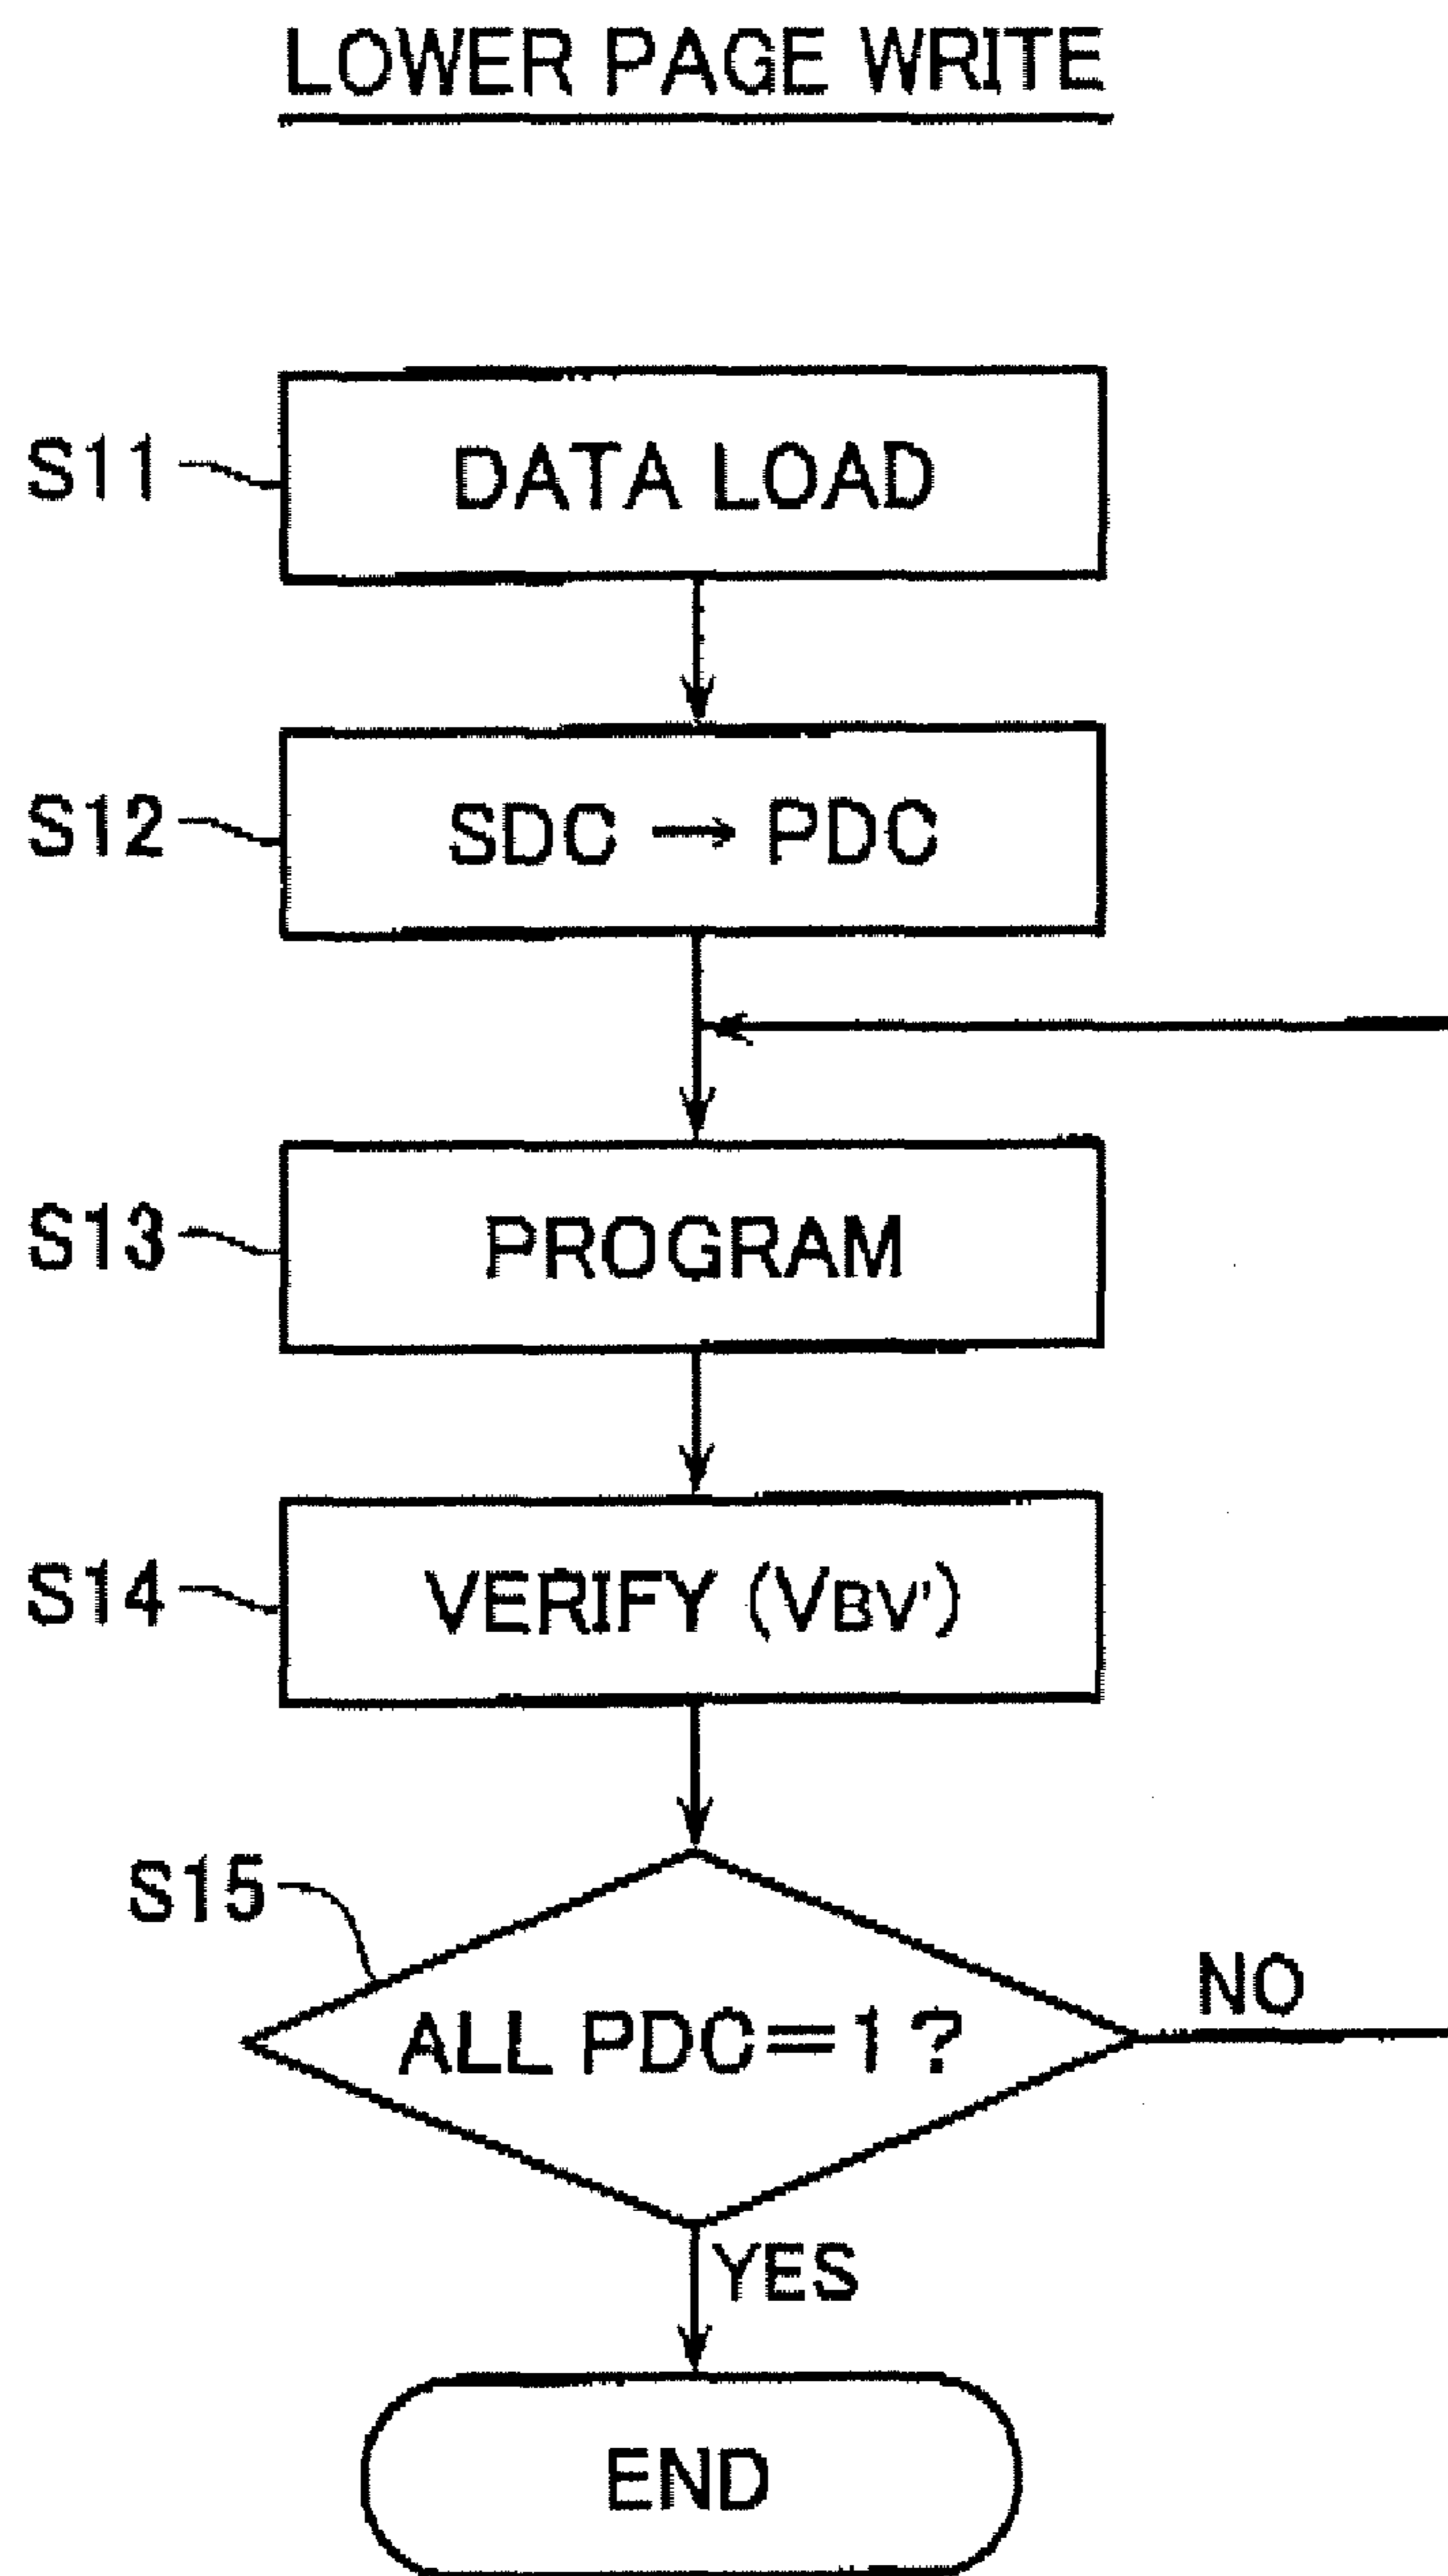 LOWER PAGE WRITE
S11
DATA LOAD
S12
SDC → PDC
S13
PROGRAM
S14
VERIFY (VBV')
S15
ALL PDC=1?
NO
YES
END